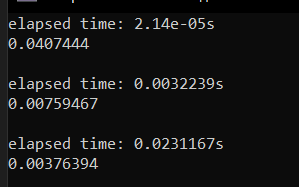 elapsed time: 2.14e-05s
0.0407444
elapsed time: 0.0032239s
0.00759467
elapsed time: 0.0231167s
0.00376394